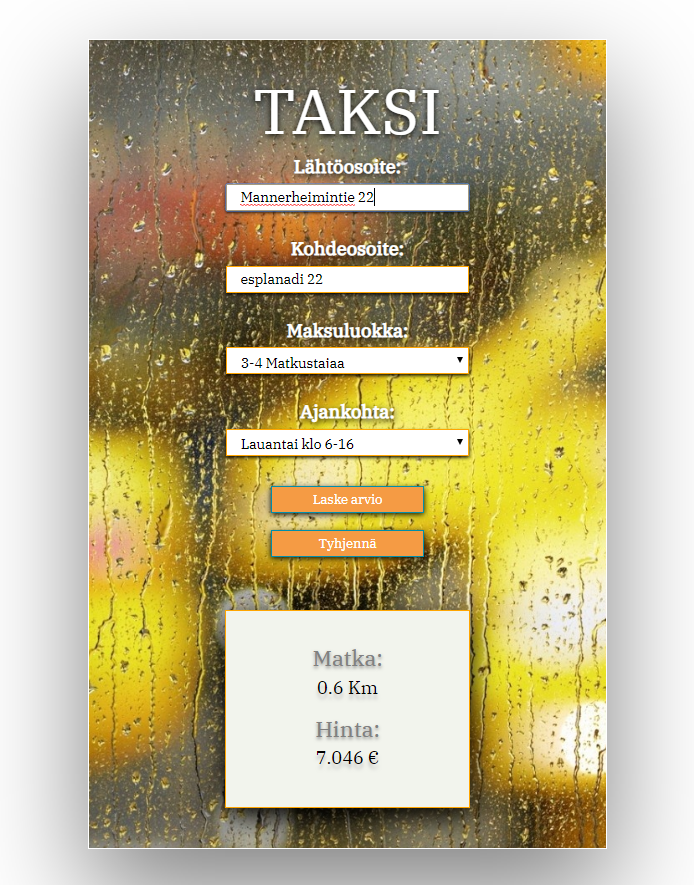 TAKSI
Lähtöosoite:
Mannerheimintie 22
Kohdeosoite:
esplanadi 22
Maksuluokka:
3-4 Matkustaiaa
Ajankohta:
Lauantai klo 6-16
Laske arvio
Tyhjennä
Matka:
0.6 Km
Hinta:
7.046 €